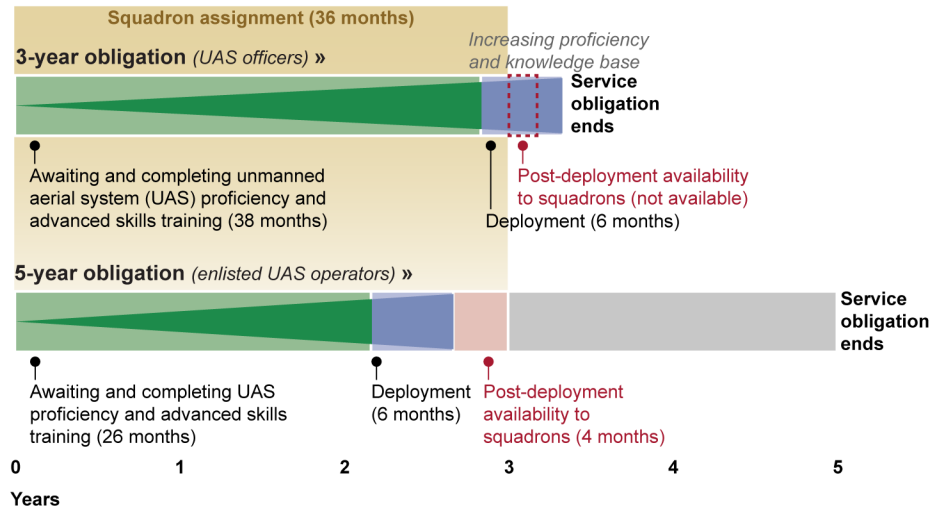 Squadron assignment (36 months)
3-year obligation (UAS officers) »
Increasing proficiency
and knowledge base
Service
obligation
ends
Awaiting and completing unmanned
aerial system (UAS) proficiency and
advanced skills training (38 months)
Post-deployment availability
to squadrons (not available)
Deployment (6 months)
5-year obligation (enlisted UAS operators) »
Service
obligation
ends
Awaiting and completing UAS
proficiency and advanced skills
training (26 months)
Deployment
(6 months)
Post-deployment
availability to
squadrons (4 months)
0 1 2 3 4 5
Years